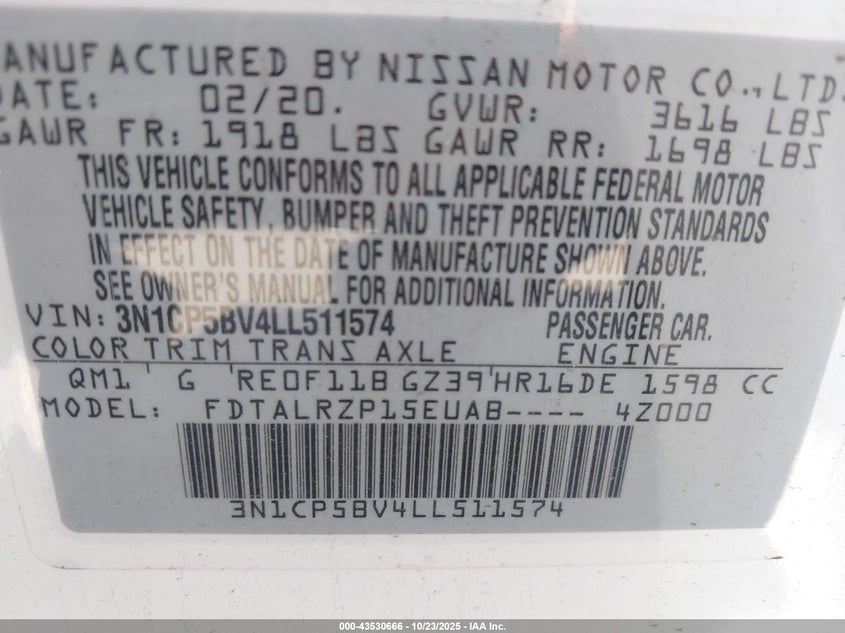 MANUFACTURED BY NISSAN MOTOR CO., LTD.
DATE: 02/20. GVWR: 3616 LBS
GAWR FR: 1918 LBS GAWR RR: 1698 LBS
THIS VEHICLE CONFORMS TO ALL APPLICABLE FEDERAL MOTOR
VEHICLE SAFETY, BUMPER AND THEFT PREVENTION STANDARDS
IN EFFECT ON THE DATE OF MANUFACTURE SHOWN ABOVE.
SEE OWNER'S MANUAL FOR ADDITIONAL INFORMATION.
VIN: 3N1CP5BV4LL511574 PASSENGER CAR.
COLOR TRIM TRANS AXLE ENGINE
QM1 ' G 'RE0F11B GZ39'HR16DE 1598 CC
MODEL: FDTALRZP15EUAB---- 4Z000
3N1CP5BV4LL511574
000-43530666 - 10/23/2025 - IAA Inc.